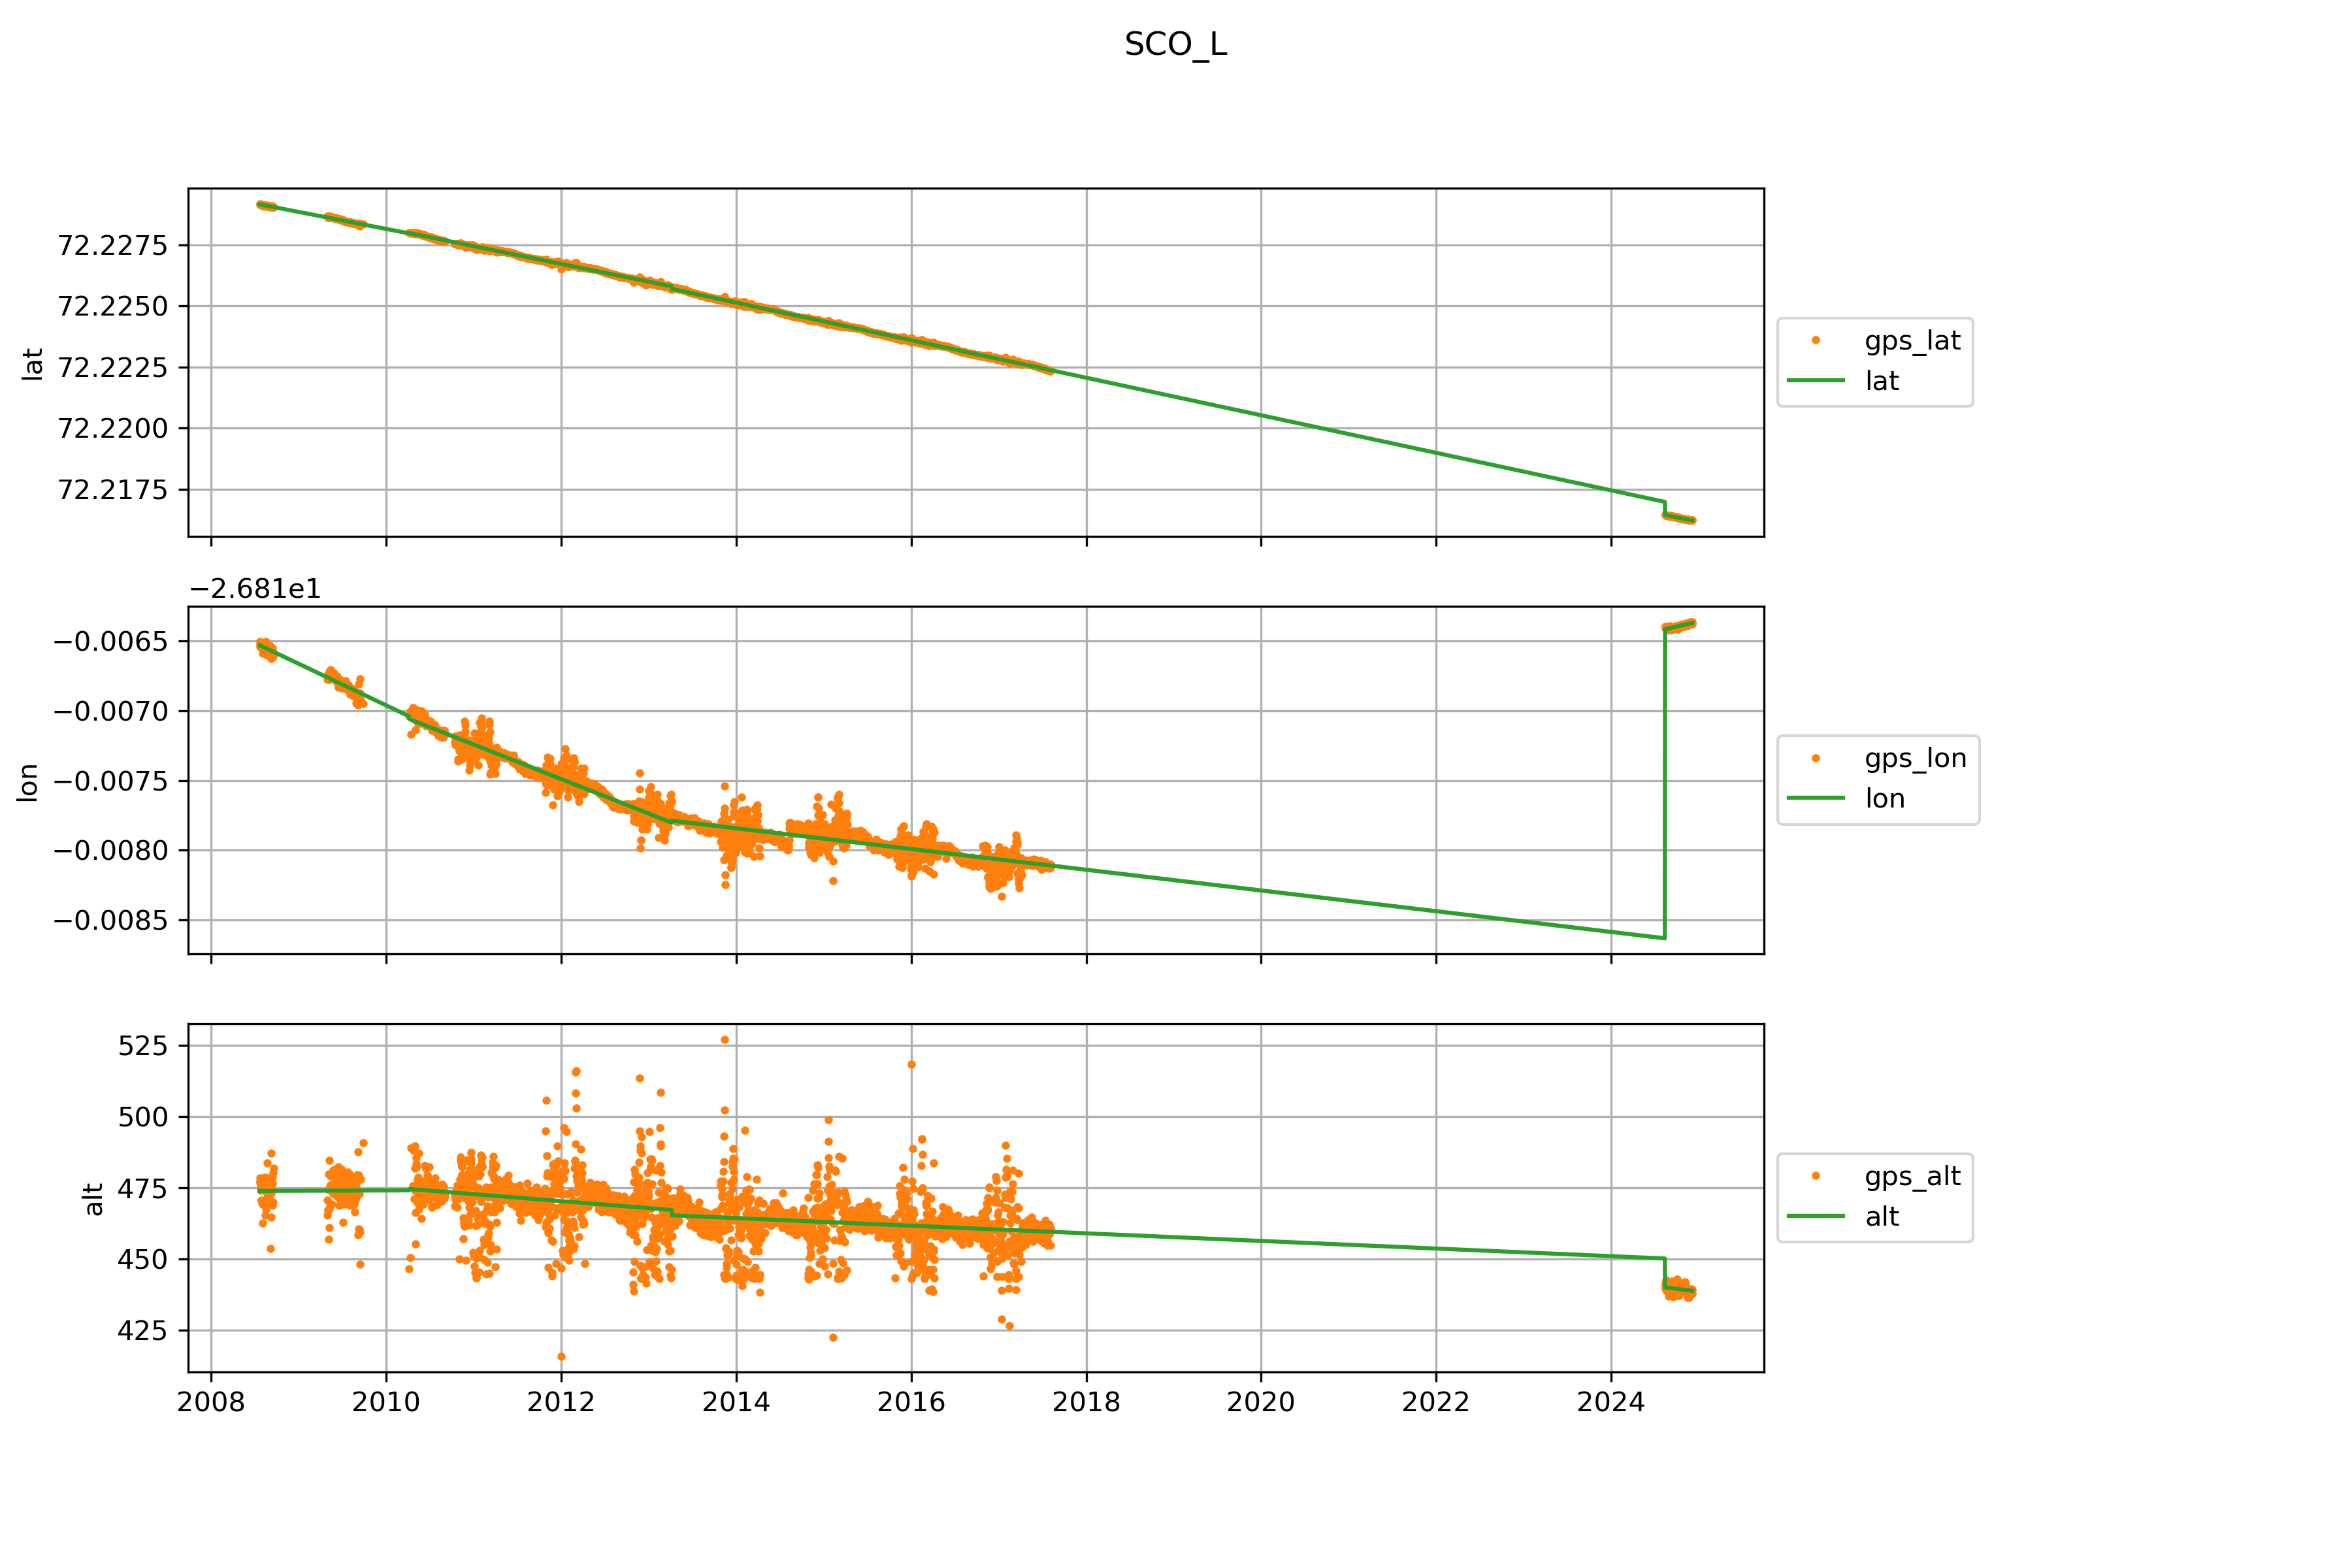 SCO_L
72.2275
72.2250
72.2225
72.2200
72.2175
lat
gps_lat
lat
−2.681e1
−0.0065
−0.0070
−0.0075
−0.0080
−0.0085
lon
gps_lon
lon
525
500
475
450
425
alt
gps_alt
alt
2008 2010 2012 2014 2016 2018 2020 2022 2024